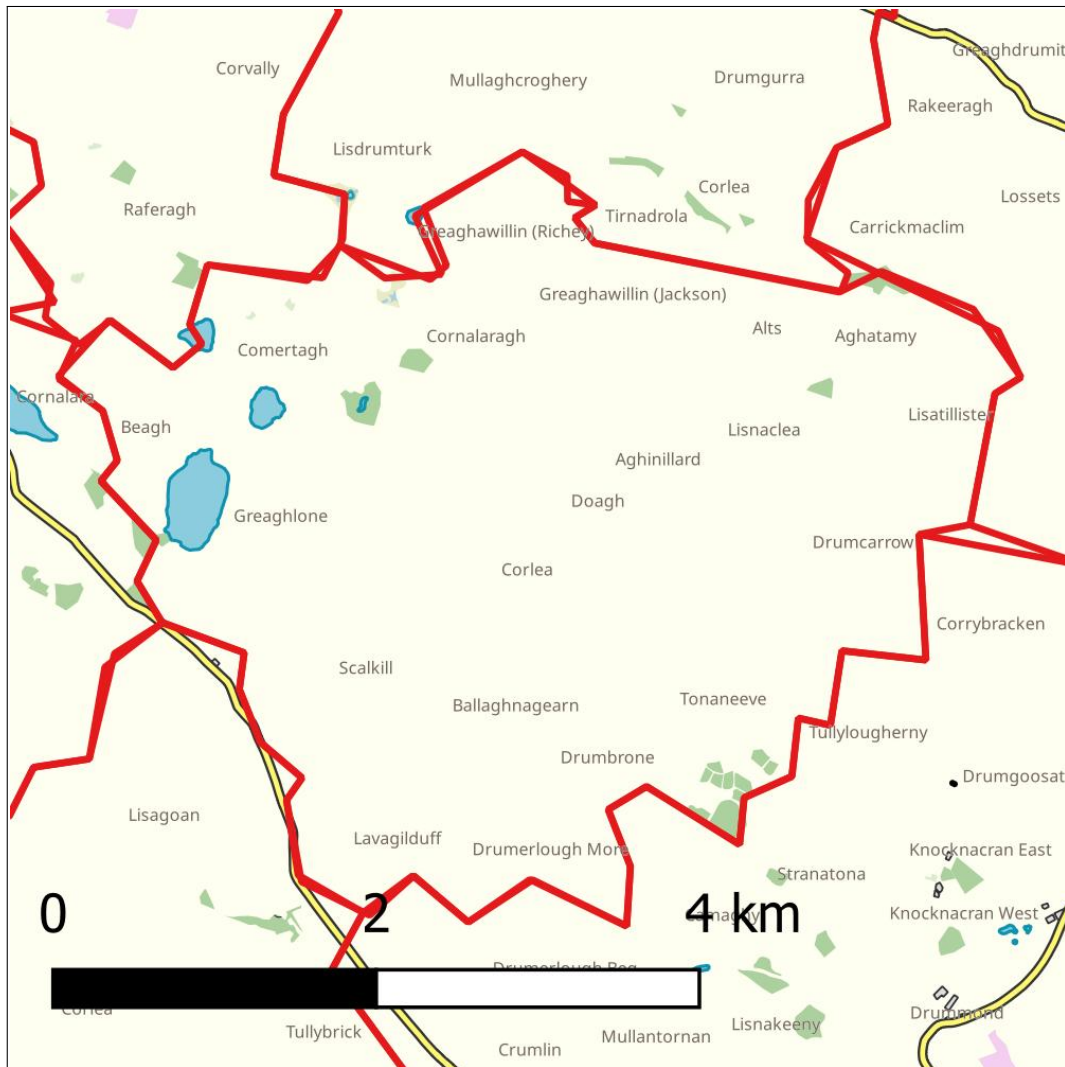 Greaghdrumit
Corvally
Mullaghcroghery
Drumgurra
Rakeeragh
Lisdrumturk
Corlea
Lossets
Raferagh
Tirnadrola
Carrickmaclim
Greaghawillin (Richey)
Greaghawillin (Jackson)
Alts
Aghatamy
Cornalaragh
Comertagh
Cornalara
Lisatillister
Beagh
Lisnaclea
Aghinillard
Doagh
Greaghlone
Drumcarrow
Corlea
Corrybracken
Scalkill
Tonaneeve
Ballaghnagearn
Tullylougherny
Drumbrone
Drumgoosat
Lisagoan
Lavagilduff
Drumerlough More
Knocknacran East
Stranatona
0
2
4 km
Knocknacran West
Drumerlough Beg
Corlea
Drummond
Lisnakeeny
Tullybrick
Mullantornan
Crumlin